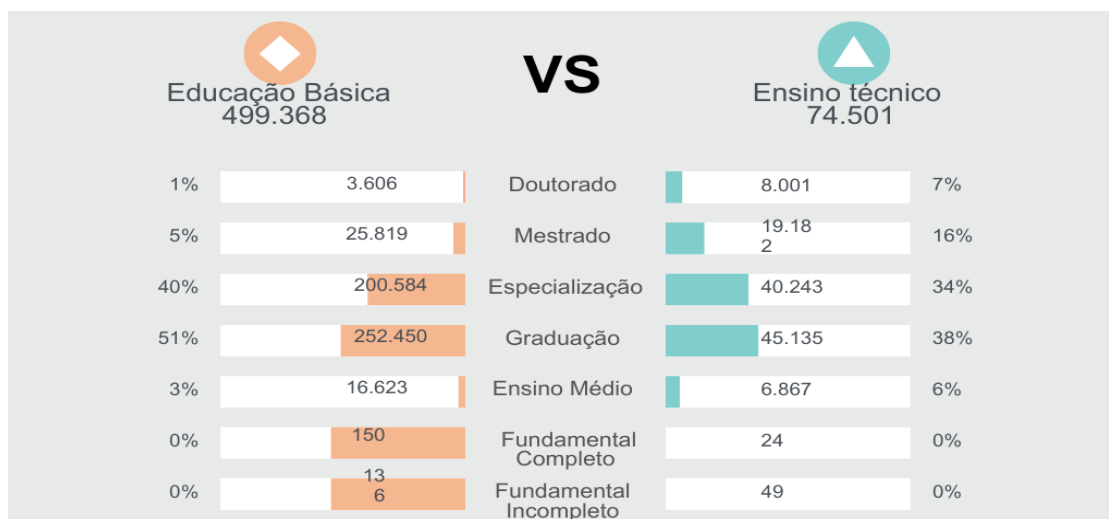 VS
Educação Básica
499.368
Ensino técnico
74.501
1% 3.606 Doutorado 8.001 7%
5% 25.819 Mestrado 19.18
2 16%
40% 200.584 Especialização 40.243 34%
51% 252.450 Graduação 45.135 38%
3% 16.623 Ensino Médio 6.867 6%
0% 150 Fundamental
Completo 24 0%
0% 13
6 Fundamental
Incompleto 49 0%